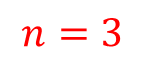 n = 3